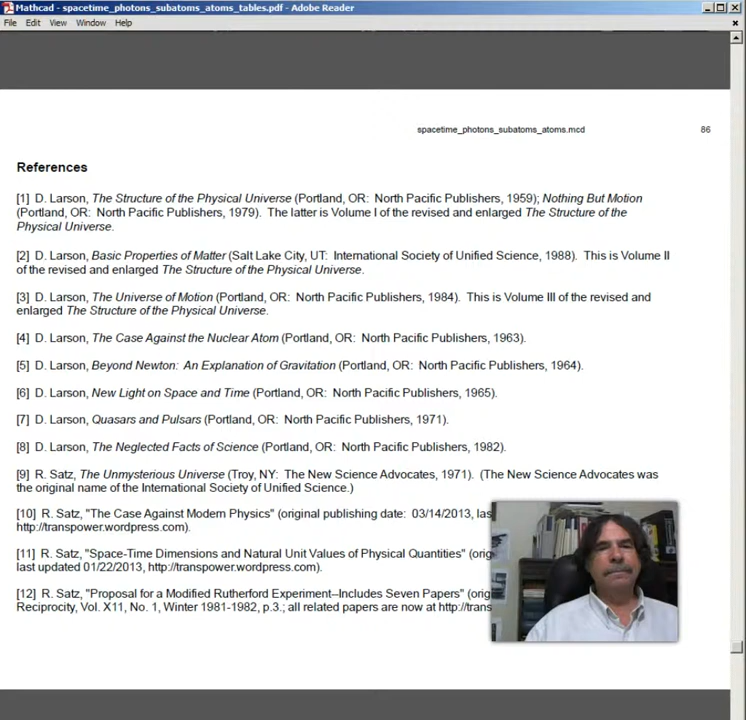 Mathcad - spacetime_photons_subatoms_atoms_tables.pdf - Adobe Reader
File Edit View Window Help
spacetime_photons_subatoms_atoms.mcd 86
References
[1] D. Larson, The Structure of the Physical Universe (Portland, OR: North Pacific Publishers, 1959); Nothing But Motion
(Portland, OR: North Pacific Publishers, 1979). The latter is Volume I of the revised and enlarged The Structure of the
Physical Universe.
[2] D. Larson, Basic Properties of Matter (Salt Lake City, UT: International Society of Unified Science, 1988). This is Volume II
of the revised and enlarged The Structure of the Physical Universe.
[3] D. Larson, The Universe of Motion (Portland, OR: North Pacific Publishers, 1984). This is Volume III of the revised and
enlarged The Structure of the Physical Universe.
[4] D. Larson, The Case Against the Nuclear Atom (Portland, OR: North Pacific Publishers, 1963).
[5] D. Larson, Beyond Newton: An Explanation of Gravitation (Portland, OR: North Pacific Publishers, 1964).
[6] D. Larson, New Light on Space and Time (Portland, OR: North Pacific Publishers, 1965).
[7] D. Larson, Quasars and Pulsars (Portland, OR: North Pacific Publishers, 1971).
[8] D. Larson, The Neglected Facts of Science (Portland, OR: North Pacific Publishers, 1982).
[9] R. Satz, The Unmysterious Universe (Troy, NY: The New Science Advocates, 1971). (The New Science Advocates was
the original name of the International Society of Unified Science.)
[10] R. Satz, "The Case Against Modern Physics" (original publishing date: 03/14/2013, las
http://transpower.wordpress.com).
[11] R. Satz, "Space-Time Dimensions and Natural Unit Values of Physical Quantities" (orig
last updated 01/22/2013, http://transpower.wordpress.com).
[12] R. Satz, "Proposal for a Modified Rutherford Experiment--Includes Seven Papers" (orig
Reciprocity, Vol. X11, No. 1, Winter 1981-1982, p.3.; all related papers are now at http://trans